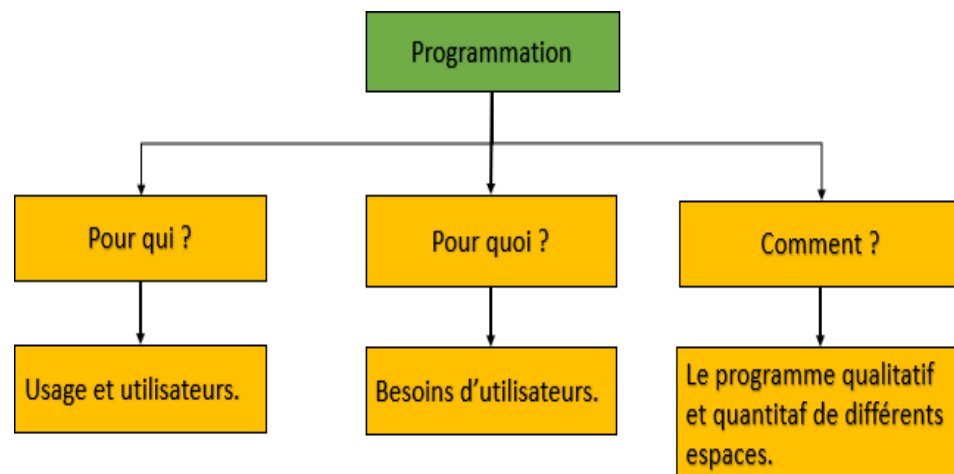 Programmation
Pour qui ?
Pour quoi ?
Comment ?
Usage et utilisateurs.
Besoins d’utilisateurs.
Le programme qualitatif
et quantitaf de différents
espaces.